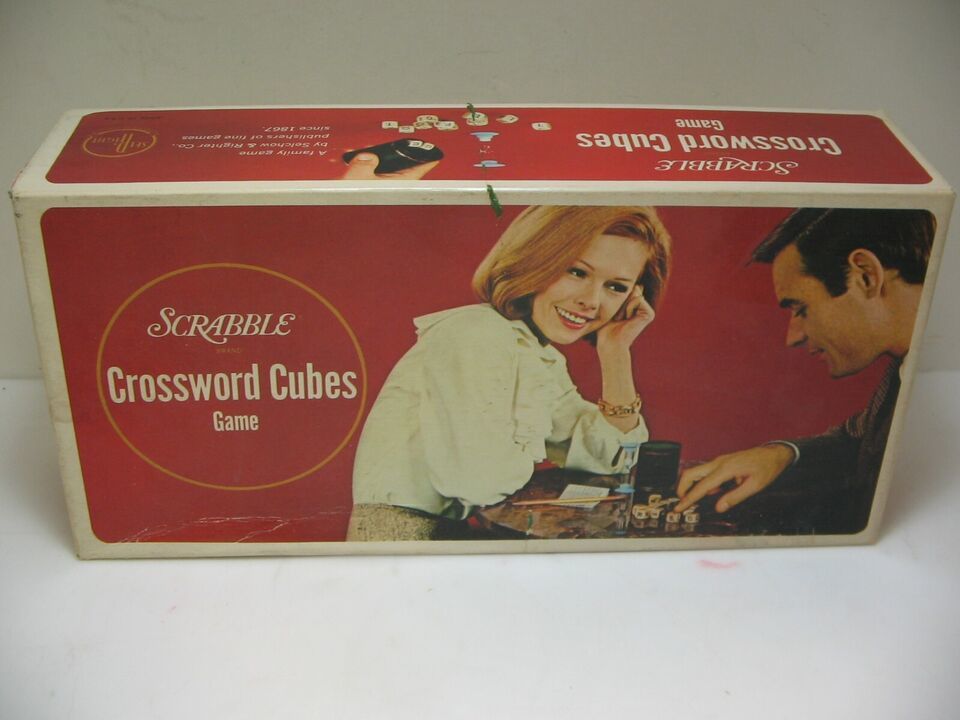 SCRABBLE
Crossword Cubes
Game
A family game
by Selchow & Righter Co.,
publishers of fine games
since 1867.
SCRABBLE
BRAND
Crossword Cubes
Game